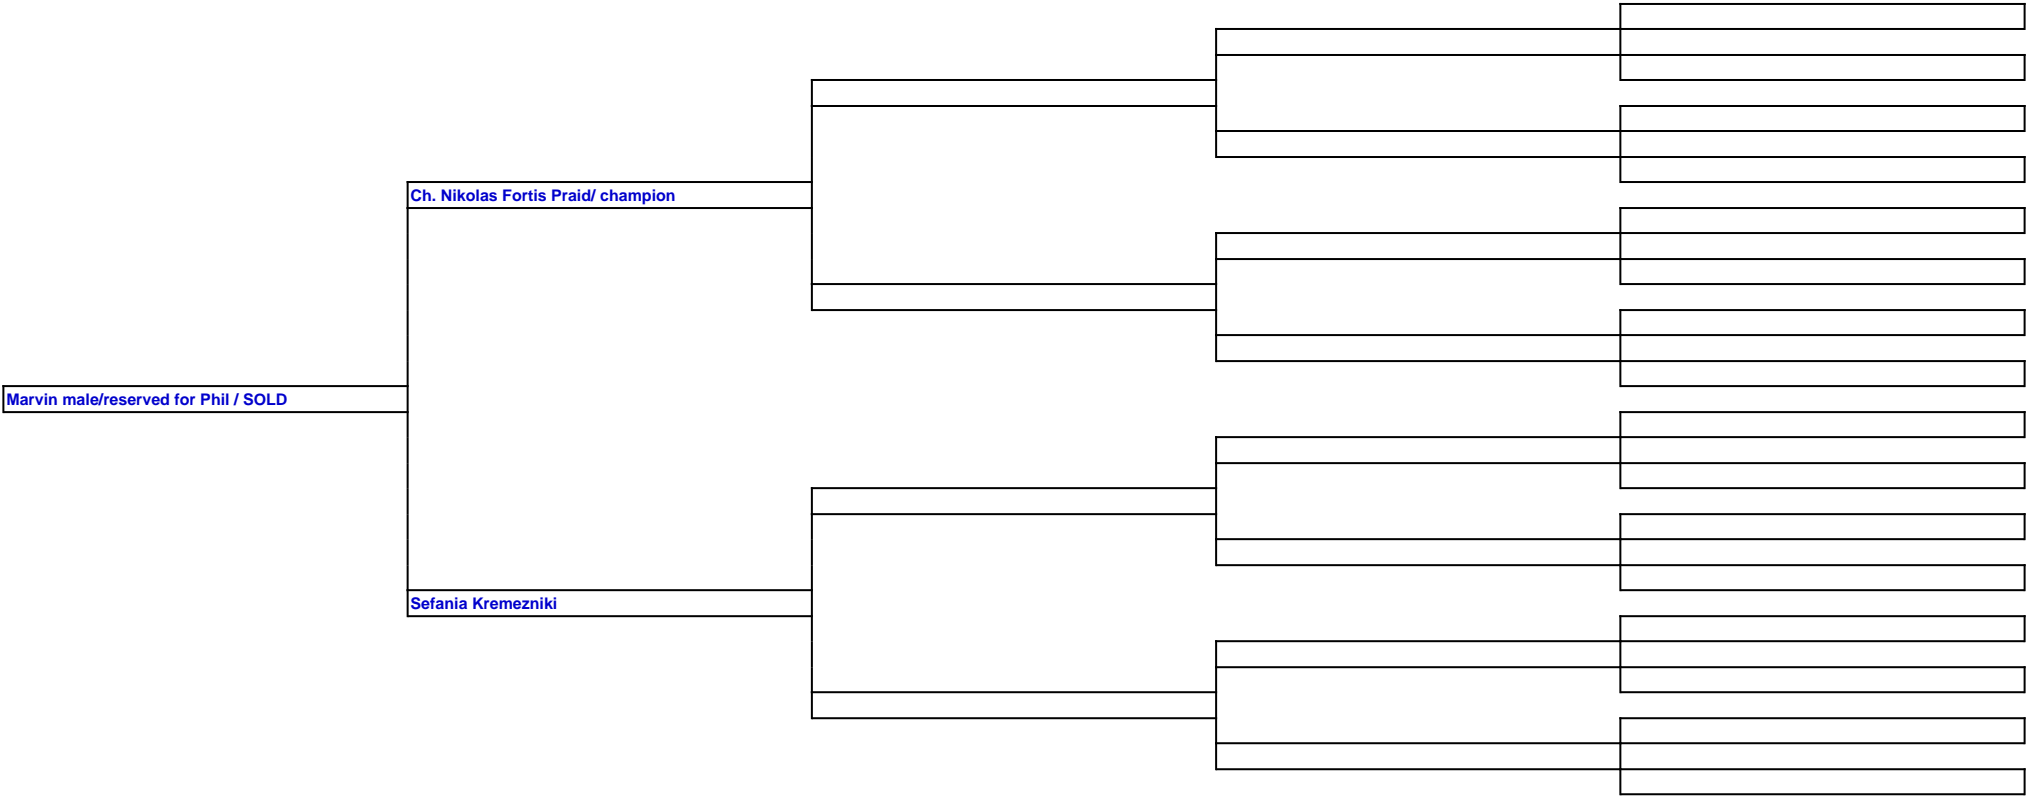 Ch. Nikolas Fortis Praid/ champion
Marvin male/reserved for Phil / SOLD
Sefania Kremezniki